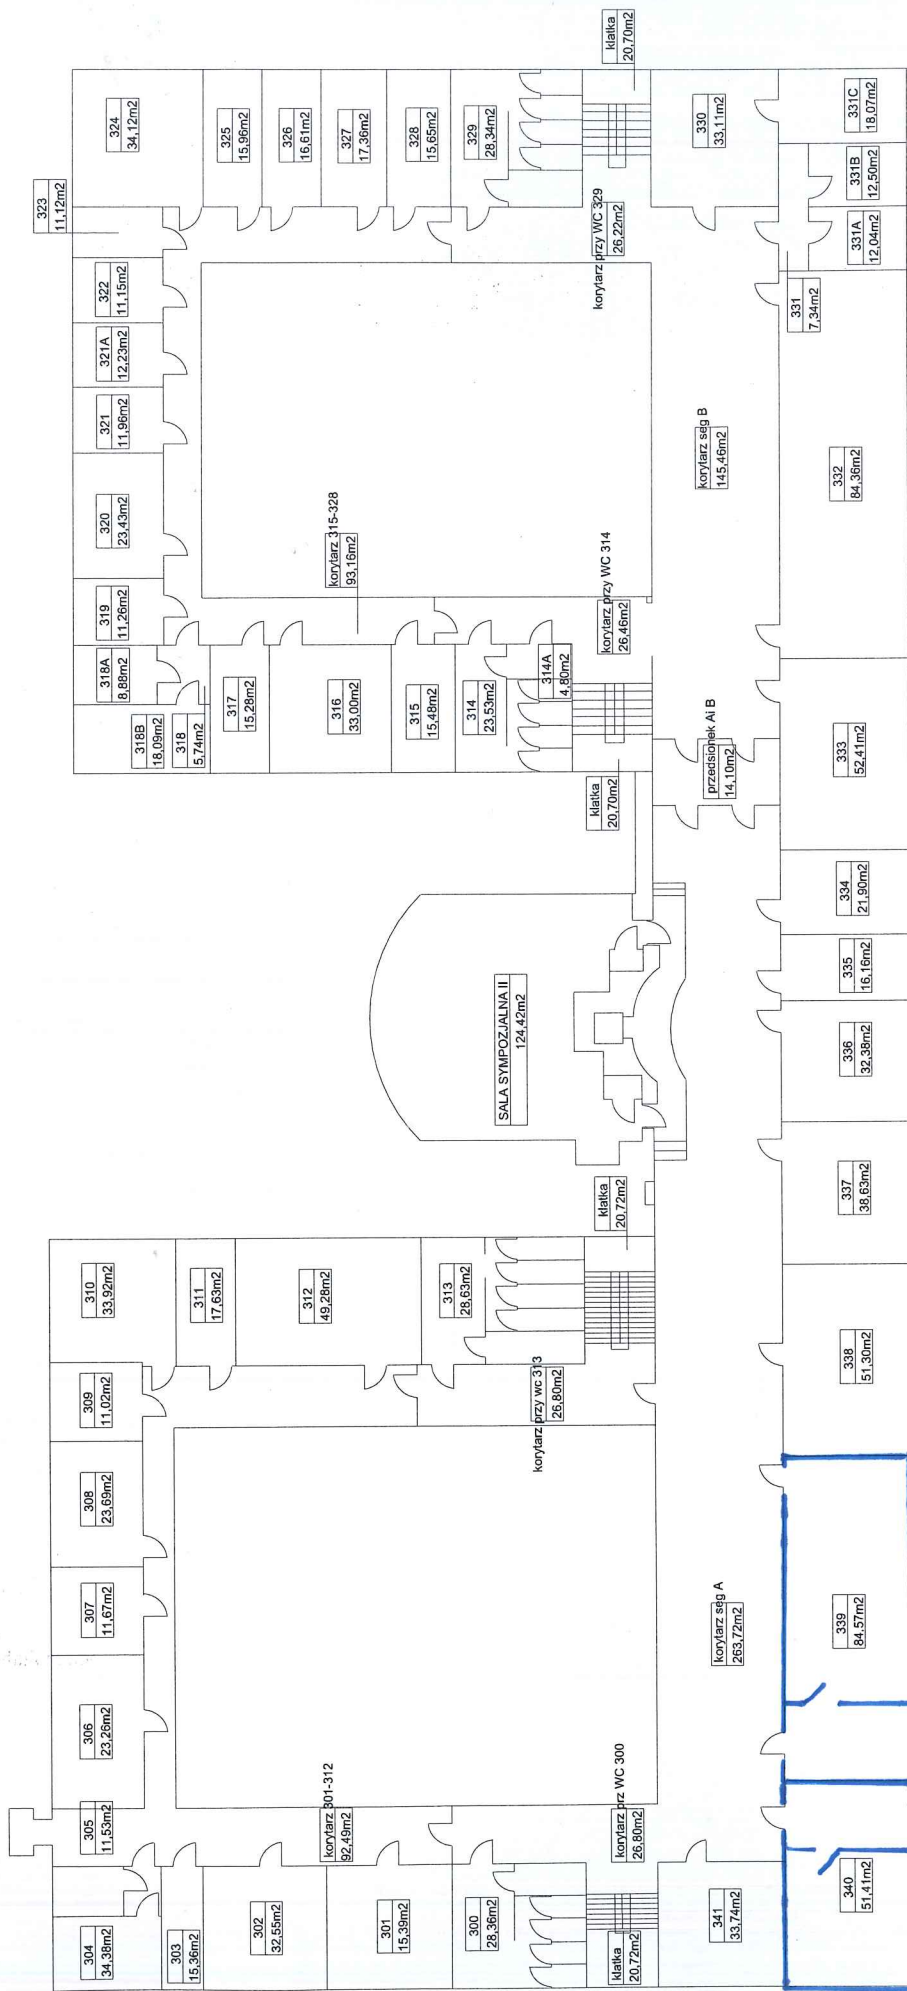 klatka
20,70m2
324
34,12m2
325
15,96m2
326
16,61m2
327
17,36m2
328
15,65m2
329
28,34m2
330
33,11m2
331C
18,07m2
331B
12,50m2
331A
12,04m2
331
7,34m2
323
11,12m2
322
11,15m2
321A
12,23m2
321
11,96m2
320
23,43m2
319
11,26m2
318A
8,88m2
318B
18,09m2
318
5,74m2
317
15,28m2
316
33,00m2
315
15,48m2
314
23,53m2
314A
4,80m2
korytarz przy WC 329
26,22m2
korytarz 315-328
93,16m2
korytarz przy WC 314
26,46m2
korytarz seg B
145,46m2
332
84,36m2
klatka
20,70m2
przedsionek Ai B
14,10m2
333
52,41m2
334
21,90m2
335
16,16m2
336
32,38m2
SALA SYMPOZJALNA II
124,42m2
337
38,63m2
klatka
20,72m2
310
33,92m2
311
17,63m2
312
49,28m2
313
28,63m2
korytarz przy wc 313
26,80m2
338
51,30m2
309
11,02m2
308
23,69m2
307
11,67m2
306
23,26m2
305
11,53m2
korytarz seg A
263,72m2
339
84,57m2
korytarz 301-312
92,49m2
korytarz prz WC 300
26,80m2
304
34,38m2
303
15,36m2
302
32,55m2
301
15,39m2
300
28,36m2
klatka
20,72m2
341
33,74m2
340
51,41m2